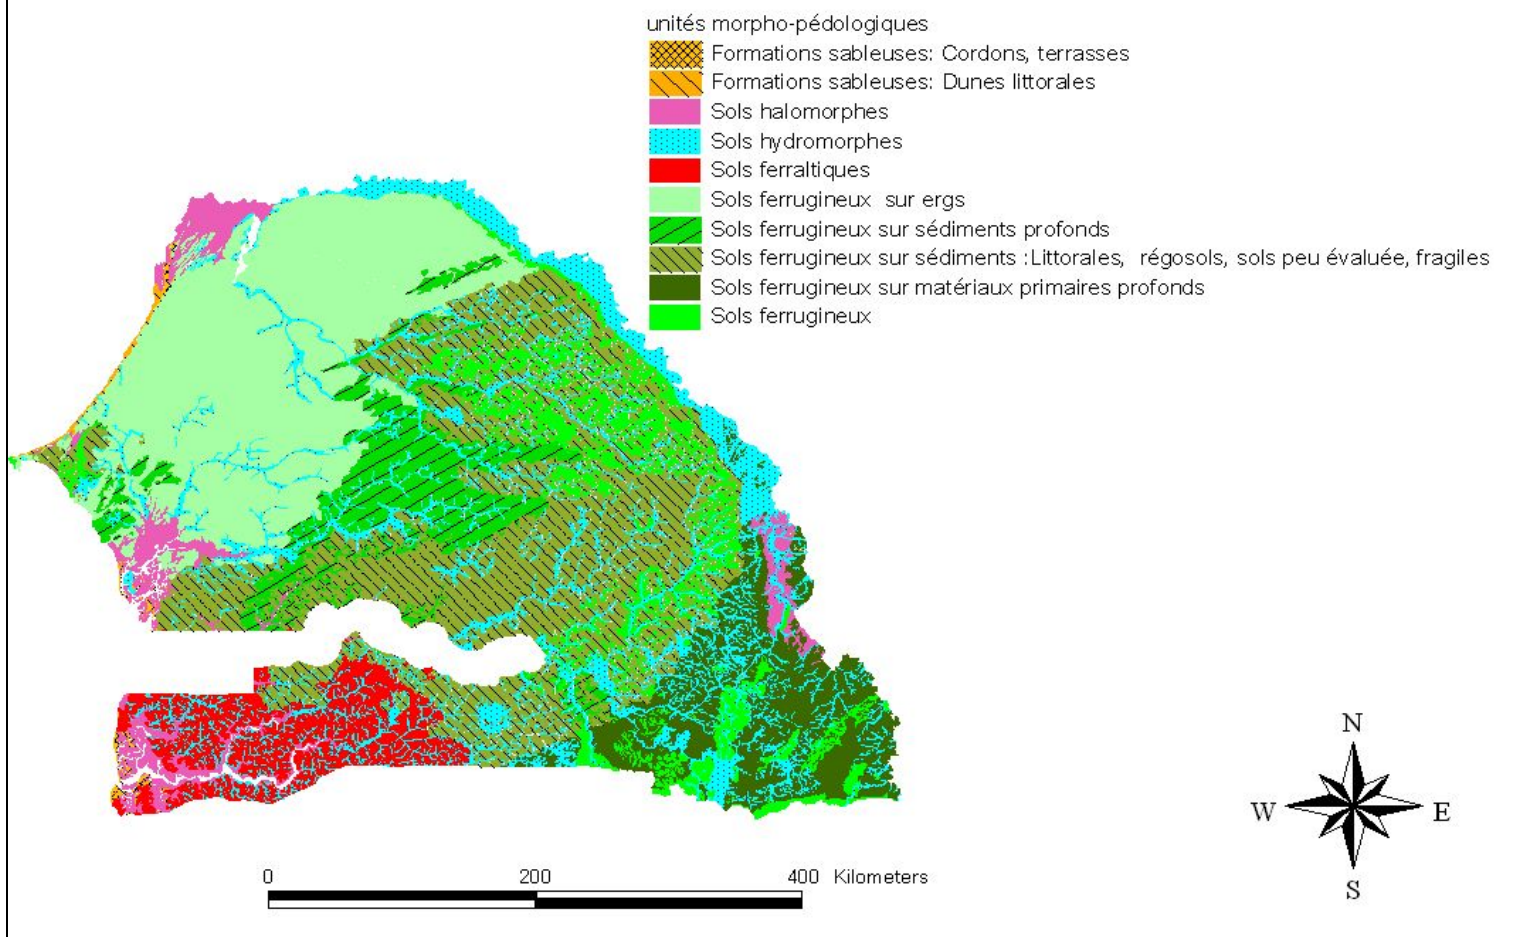 unités morpho-pédologiques
Formations sableuses: Cordons, terrasses
Formations sableuses: Dunes littorales
Sols halomorphes
Sols hydromorphes
Sols ferraltiques
Sols ferrugineux sur ergs
Sols ferrugineux sur sédiments profonds
Sols ferrugineux sur sédiments :Littorales, régosols, sols peu évaluée, fragiles
Sols ferrugineux sur matériaux primaires profonds
Sols ferrugineux
N
W E
S
0 200 400 Kilometers